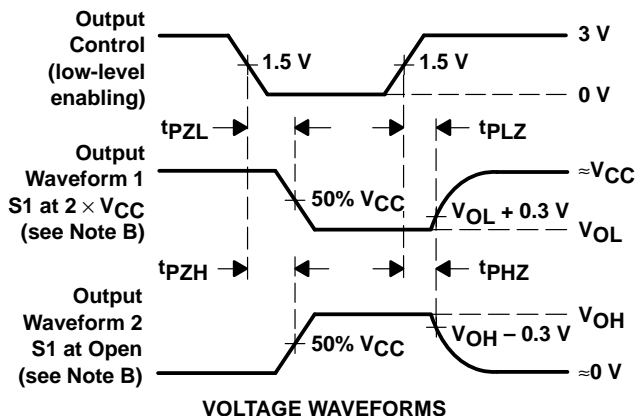 Output
Control
(low-level
enabling)
1.5 V
1.5 V
3 V
0 V
tPZL
tPLZ
Output
Waveform 1
S1 at 2 × VCC
(see Note B)
50% VCC
VOL + 0.3 V
≈VCC
VOL
tPZH
tPHZ
Output
Waveform 2
S1 at Open
(see Note B)
50% VCC
VOH – 0.3 V
VOH
≈0 V
VOLTAGE WAVEFORMS